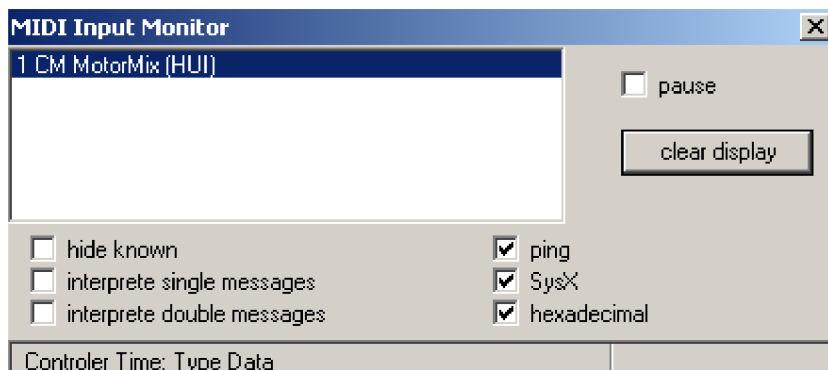 MIDI Input Monitor
1 CM MotorMix (HUI)
pause
clear display
hide known
ping
interprete single messages
SysX
interprete double messages
hexadecimal
Controler Time: Type Data